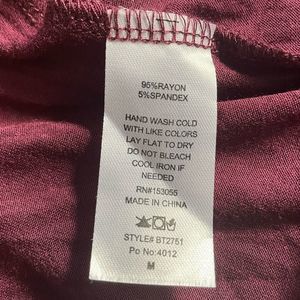 95%RAYON
5%SPANDEX
HAND WASH COLD
WITH LIKE COLORS
LAY FLAT TO DRY
DO NOT BLEACH
COOL IRON IF
NEEDED
RN#153055
MADE IN CHINA
STYLE# BT2751
Po No:4012
M